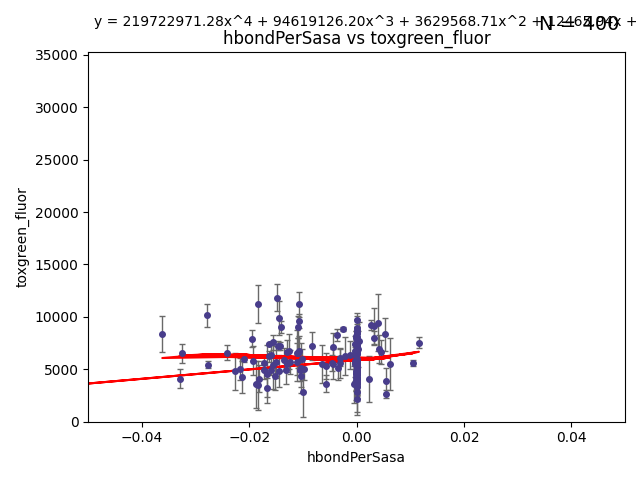 y = 219722971.28x^4 + 94619126.20x^3 + 3629568.71x^2 +
N = 400
hbondPerSasa vs toxgreen_fluor
35000
30000
25000
20000
15000
10000
5000
0
toxgreen_fluor
−0.04
−0.02
0.00
0.02
0.04
hbondPerSasa